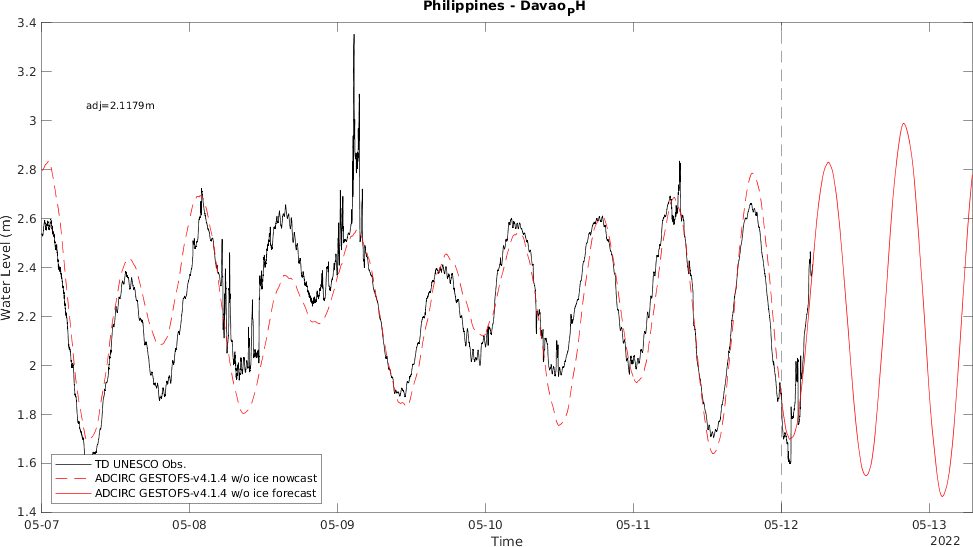 Philippines - Davao_PH
3.4
3.2
3
2.8
2.6
2.4
2.2
2
1.8
1.6
1.4
Water Level (m)
adj=2.1179m
TD UNESCO Obs.
ADCIRC GESTOFS-v4.1.4 w/o ice nowcast
ADCIRC GESTOFS-v4.1.4 w/o ice forecast
05-07 05-08 05-09 05-10 05-11 05-12 05-13
Time
2022